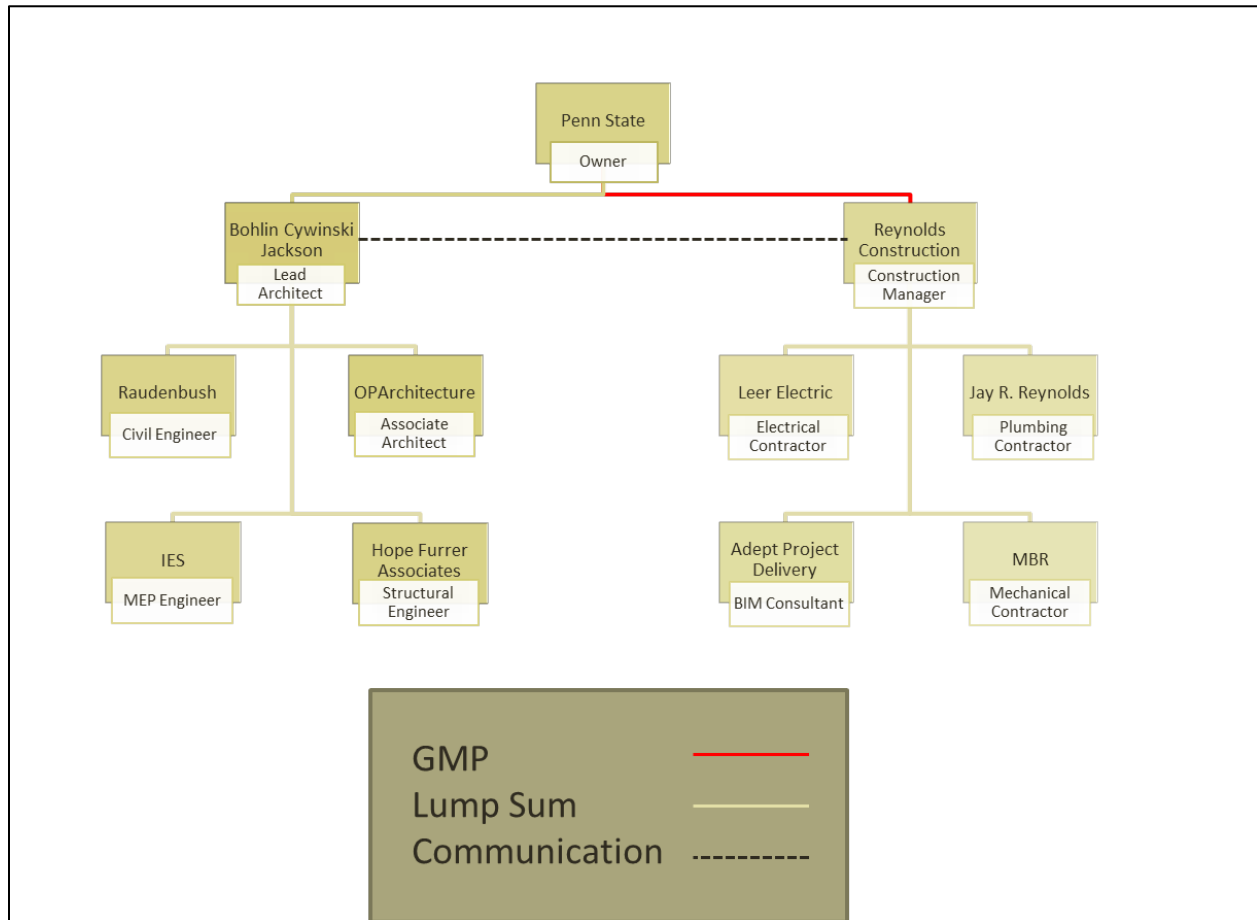 Penn State
Owner
Bohlin Cywinski
Jackson
Lead
Architect
Reynolds
Construction
Construction
Manager
Raudenbush
Civil Engineer
OPArchitecture
Associate
Architect
Leer Electric
Electrical
Contractor
Jay R. Reynolds
Plumbing
Contractor
IES
MEP Engineer
Hope Furrer
Associates
Structural
Engineer
Adept Project
Delivery
BIM Consultant
MBR
Mechanical
Contractor
GMP
Lump Sum
Communication